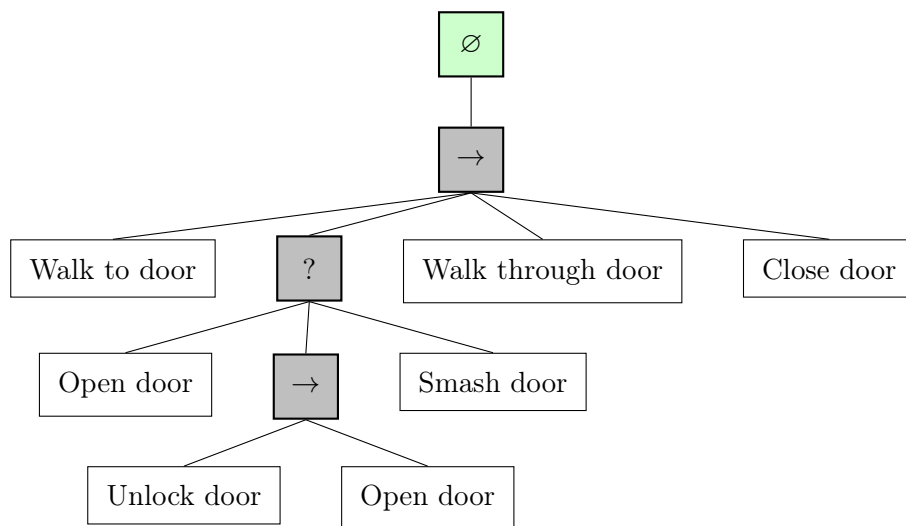 ∅
→
Walk to door
?
Walk through door
Close door
Open door
→
Smash door
Unlock door
Open door